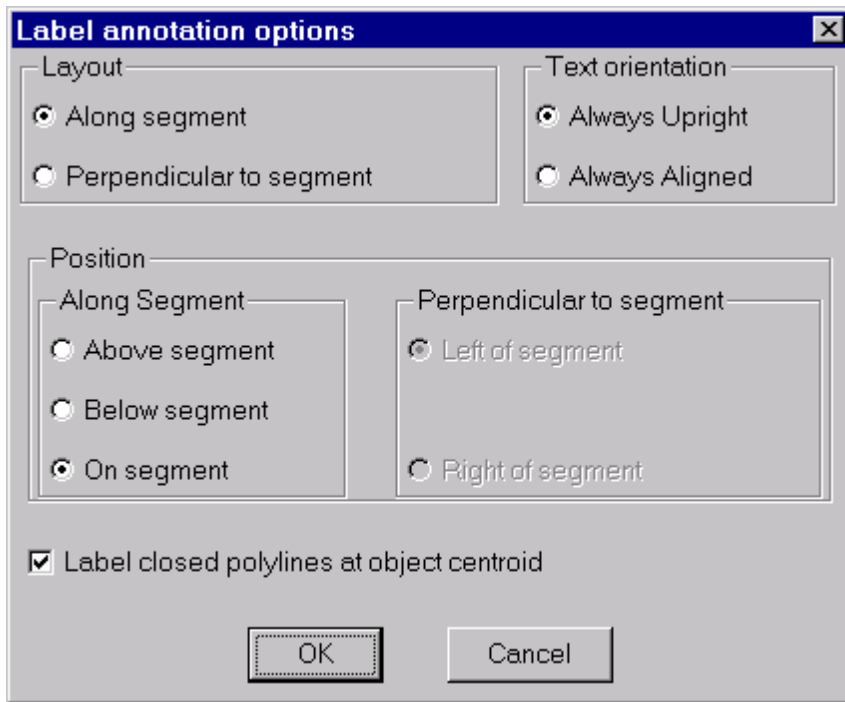 Label annotation options
Layout
Along segment
Perpendicular to segment
Text orientation
Always Upright
Always Aligned
Position
Along Segment
Above segment
Below segment
On segment
Perpendicular to segment
Left of segment
Right of segment
Label closed polylines at object centroid
OK
Cancel